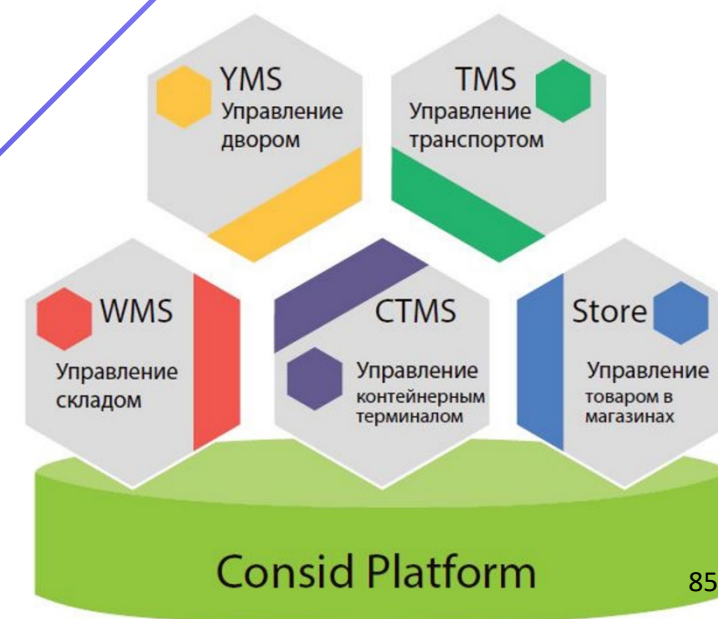 YMS
Управление
двором
TMS
Управление
транспортом
WMS
Управление
складом
CTMS
Управление
контейнерным
терминалом
Store
Управление
товаром в
магазинах
Consid Platform
85